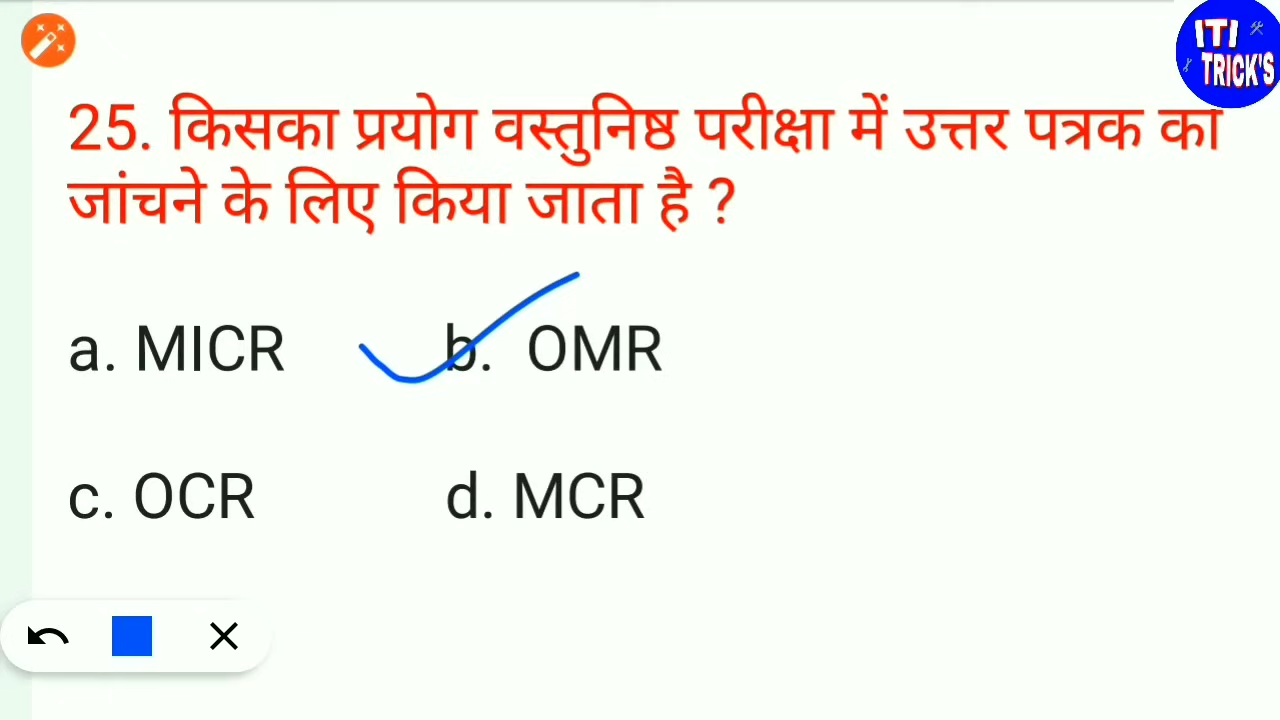 ITI
TRICK'S
25. किसका प्रयोग वस्तुनिष्ठ परीक्षा में उत्तर पत्रक को
जांचने के लिए किया जाता है ?
a. MICR b. OMR
c. OCR d. MCR